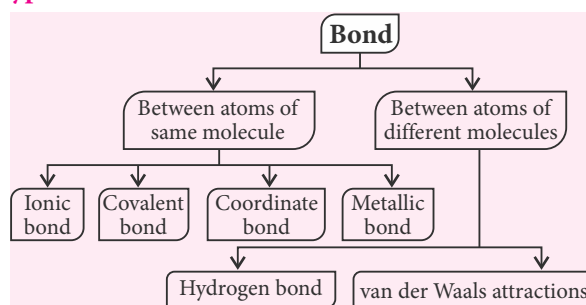 Bond
Between atoms of
same molecule
Between atoms of
different molecules
Ionic
bond
Covalent
bond
Coordinate
bond
Metallic
bond
Hydrogen bond
van der Waals attractions